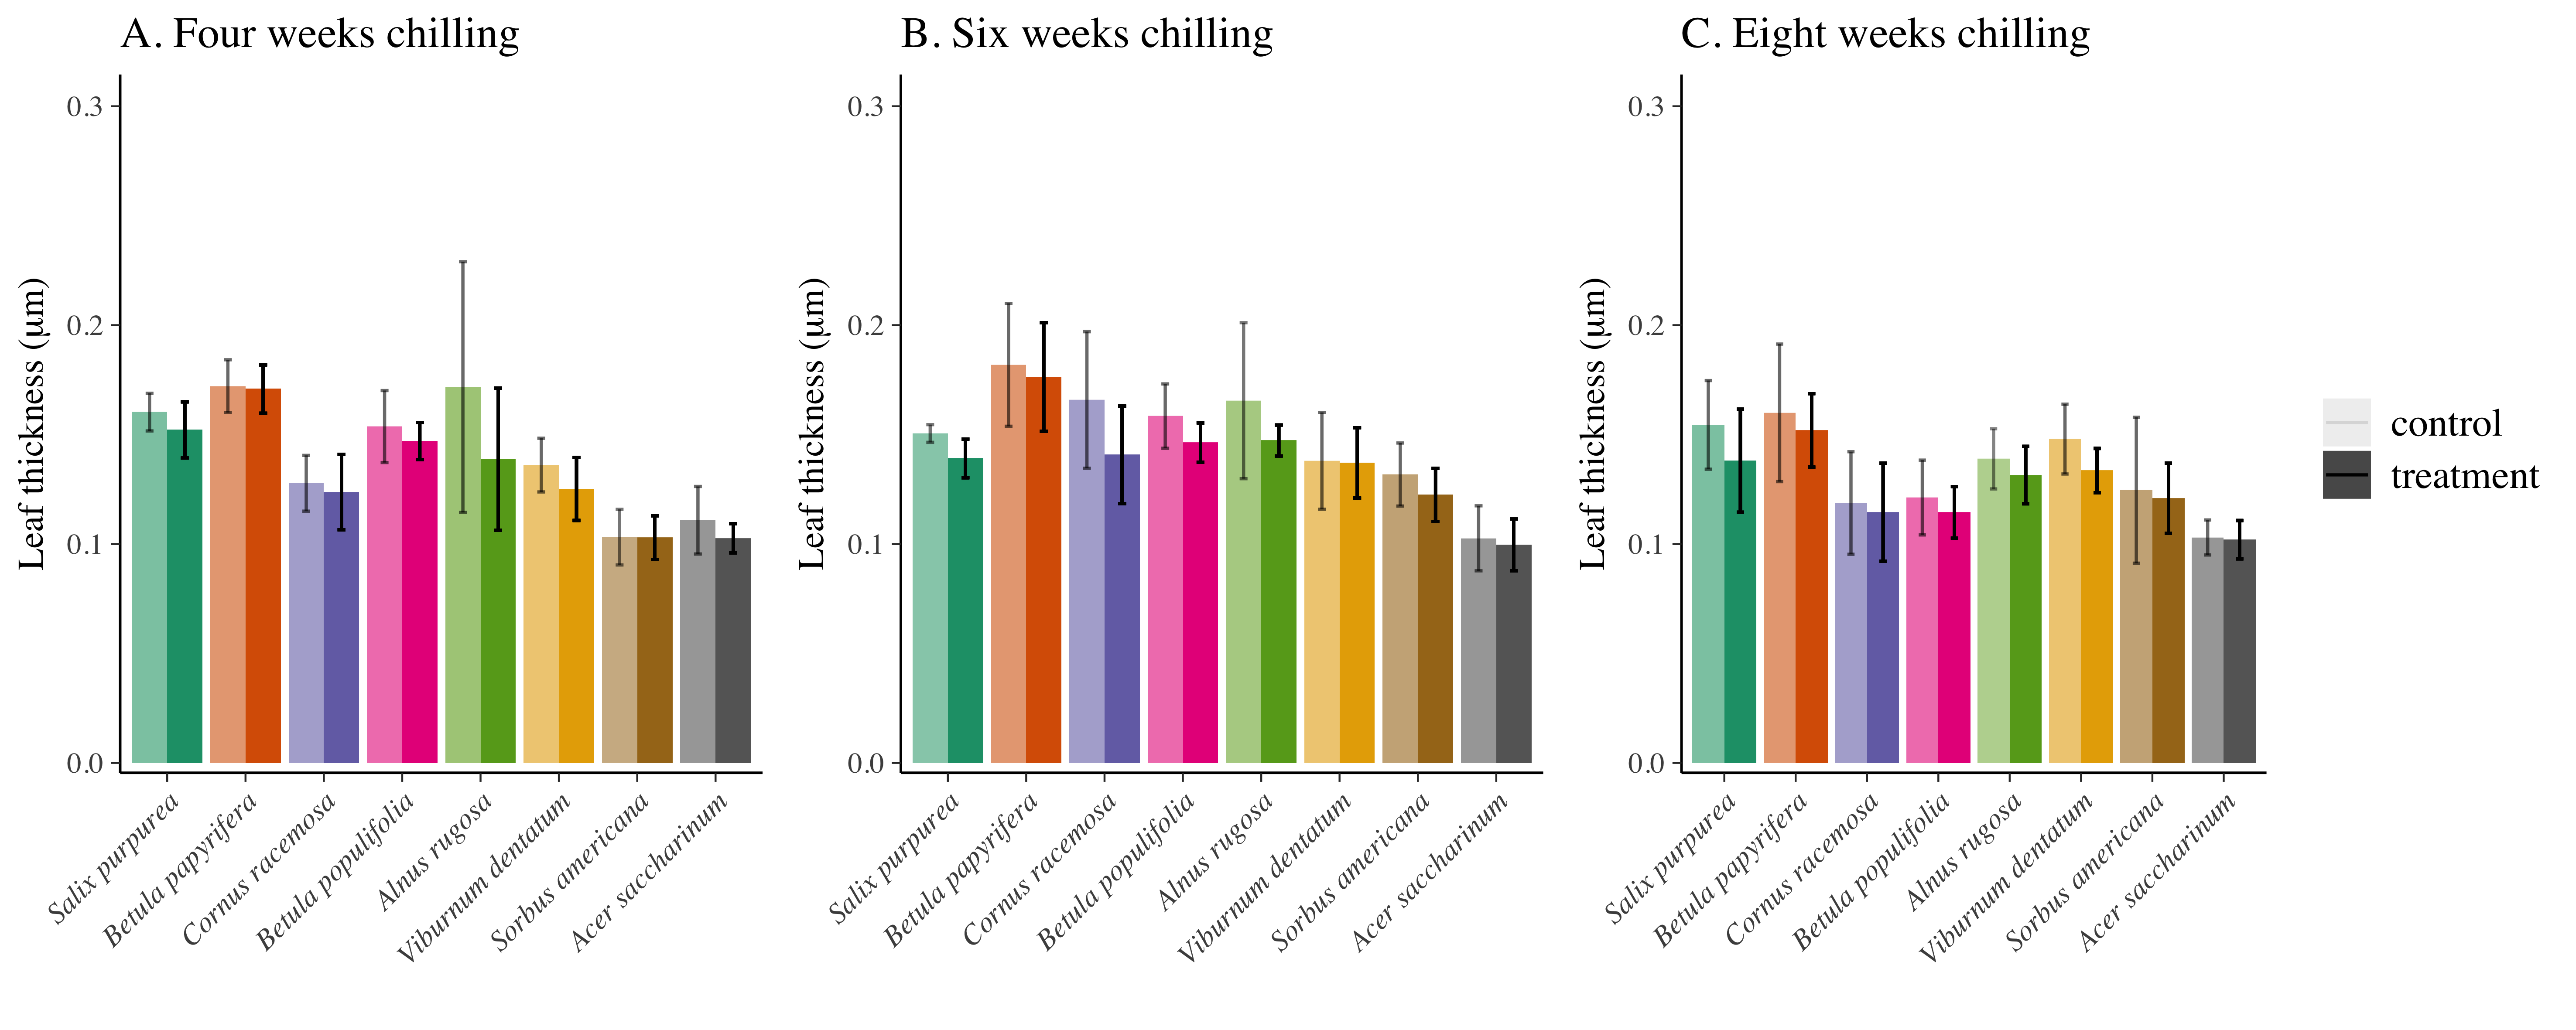 A. Four weeks chilling
Leaf thickness (µm)
0.3
0.2
0.1
0.0
Salix purpurea
Betula papyrifera
Cornus racemosa
Betula populifolia
Alnus rugosa
Viburnum dentatum
Sorbus americana
Acer saccharinum
B. Six weeks chilling
Leaf thickness (µm)
0.3
0.2
0.1
0.0
Salix purpurea
Betula papyrifera
Cornus racemosa
Betula populifolia
Alnus rugosa
Viburnum dentatum
Sorbus americana
Acer saccharinum
C. Eight weeks chilling
Leaf thickness (µm)
0.3
0.2
0.1
0.0
Salix purpurea
Betula papyrifera
Cornus racemosa
Betula populifolia
Alnus rugosa
Viburnum dentatum
Sorbus americana
Acer saccharinum
control
treatment